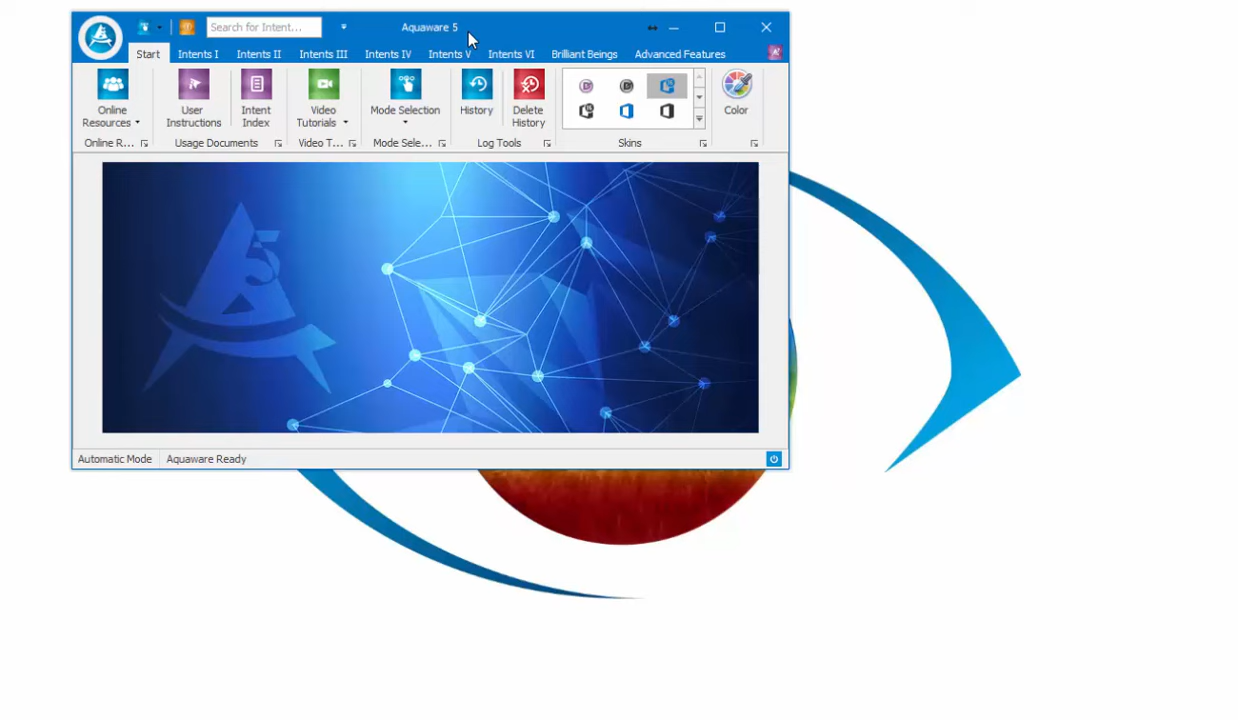 Search for Intent...
Aquaware 5
Start
Intents I
Intents II
Intents III
Intents IV
Intents V
Intents VI
Brilliant Beings
Advanced Features
Online
Resources
User
Instructions
Intent
Index
Video
Tutorials
Mode Selection
History
Delete
History
Color
Online R...
Usage Documents
Video T...
Mode Sele...
Log Tools
Skins
5
Automatic Mode
Aquaware Ready